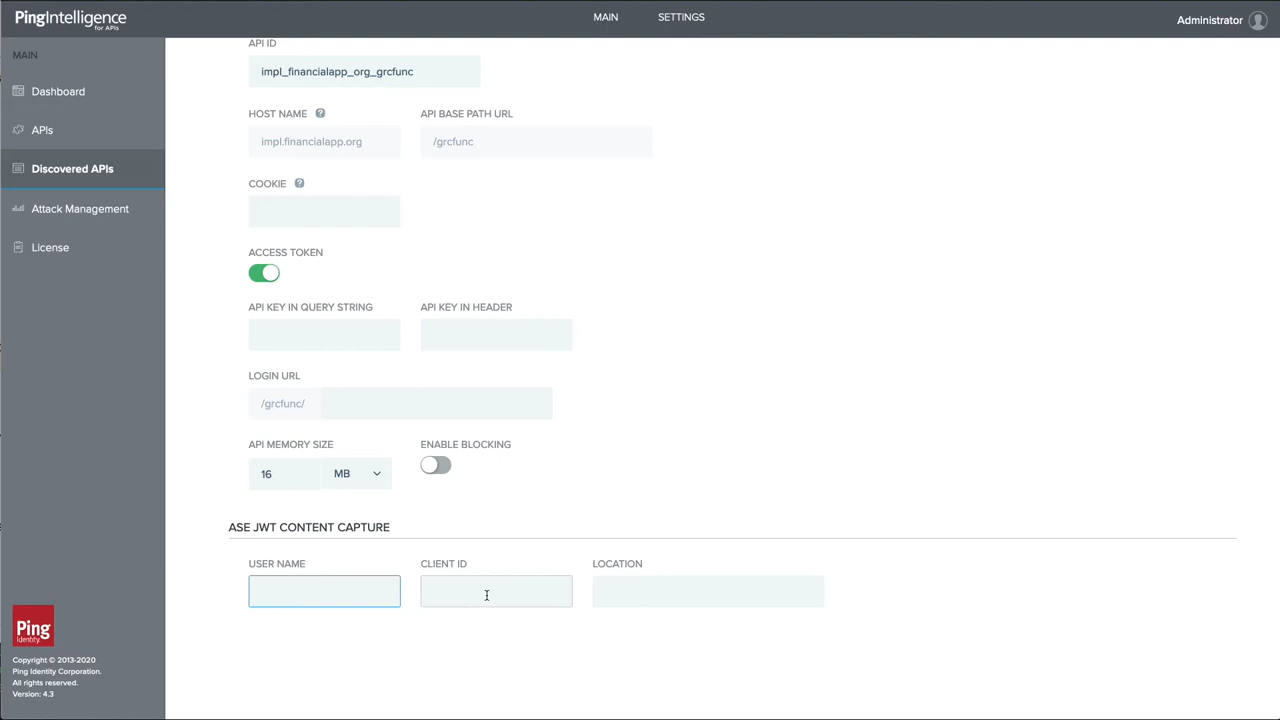 PingIntelligence
for APIs
MAIN
SETTINGS
Administrator
MAIN
Dashboard
APIs
Discovered APIs
Attack Management
License
API ID
impl_financialapp_org_grcfunc
HOST NAME ?
API BASE PATH URL
impl.financialapp.org
/grcfunc
COOKIE ?
ACCESS TOKEN
API KEY IN QUERY STRING
API KEY IN HEADER
LOGIN URL
/grcfunc/
API MEMORY SIZE
ENABLE BLOCKING
16
MB
ASE JWT CONTENT CAPTURE
USER NAME
CLIENT ID
LOCATION
Ping
Identity.
Copyright © 2013-2020
Ping Identity Corporation.
All rights reserved.
Version: 4.3